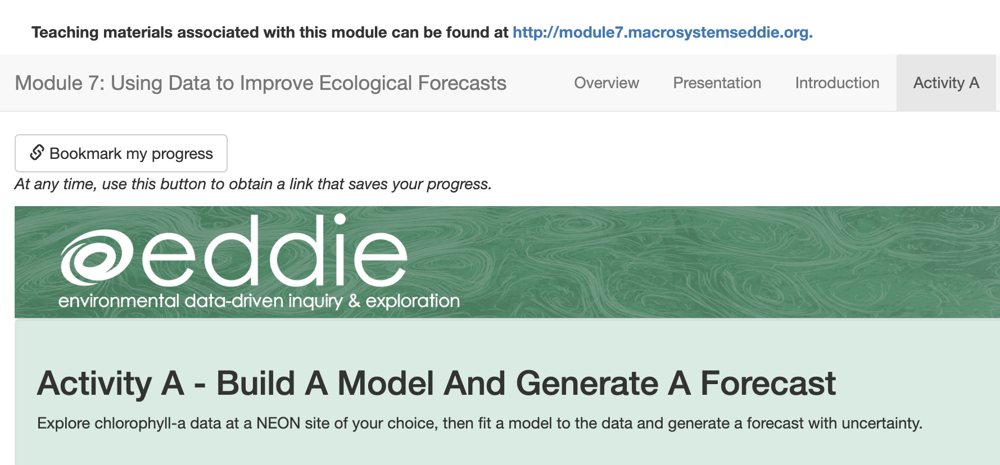 Teaching materials associated with this module can be found at http://module7.macrosystemseddie.org.
Module 7: Using Data to Improve Ecological Forecasts Overview Presentation Introduction Activity A
Bookmark my progress
At any time, use this button to obtain a link that saves your progress.
eddie
environmental data-driven inquiry & exploration
Activity A - Build A Model And Generate A Forecast
Explore chlorophyll-a data at a NEON site of your choice, then fit a model to the data and generate a forecast with uncertainty.